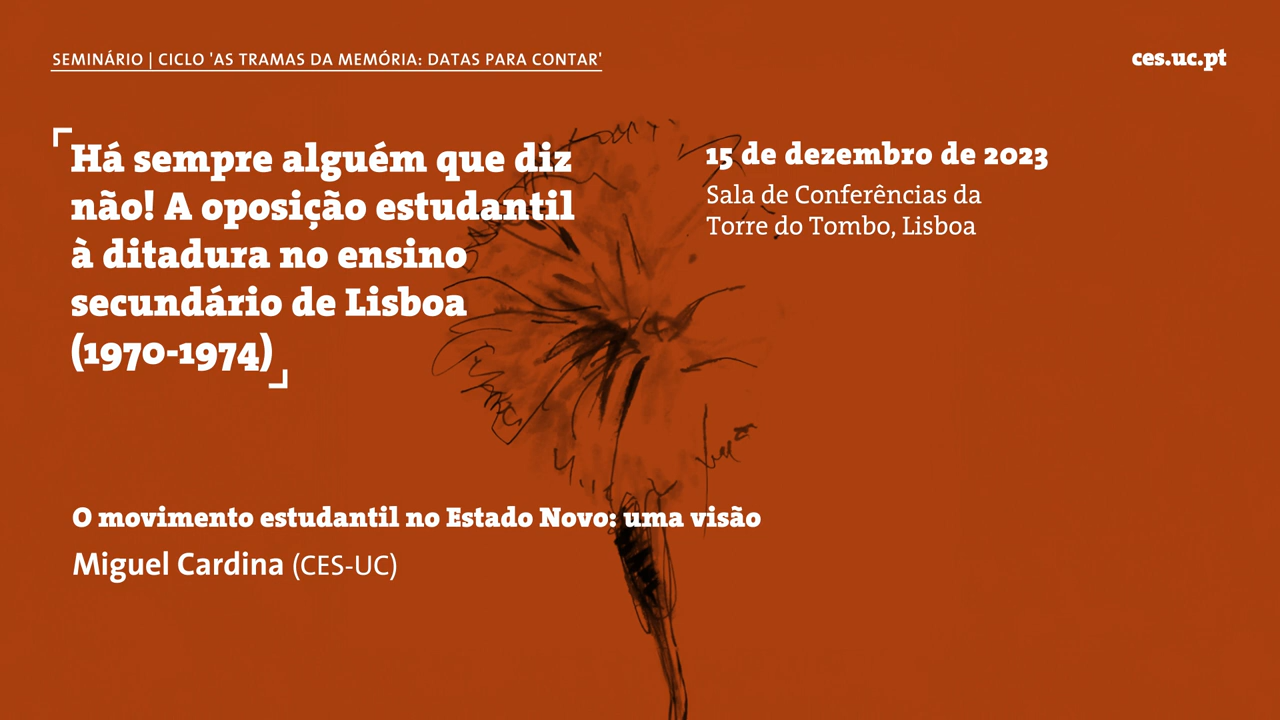 SEMINÁRIO | CICLO 'AS TRAMAS DA MEMÓRIA: DATAS PARA CONTAR'
ces.uc.pt
Há sempre alguém que diz
não! A oposição estudantil
à ditadura no ensino
secundário de Lisboa
(1970-1974)
15 de dezembro de 2023
Sala de Conferências da
Torre do Tombo, Lisboa
O movimento estudantil no Estado Novo: uma visão
Miguel Cardina (CES-UC)